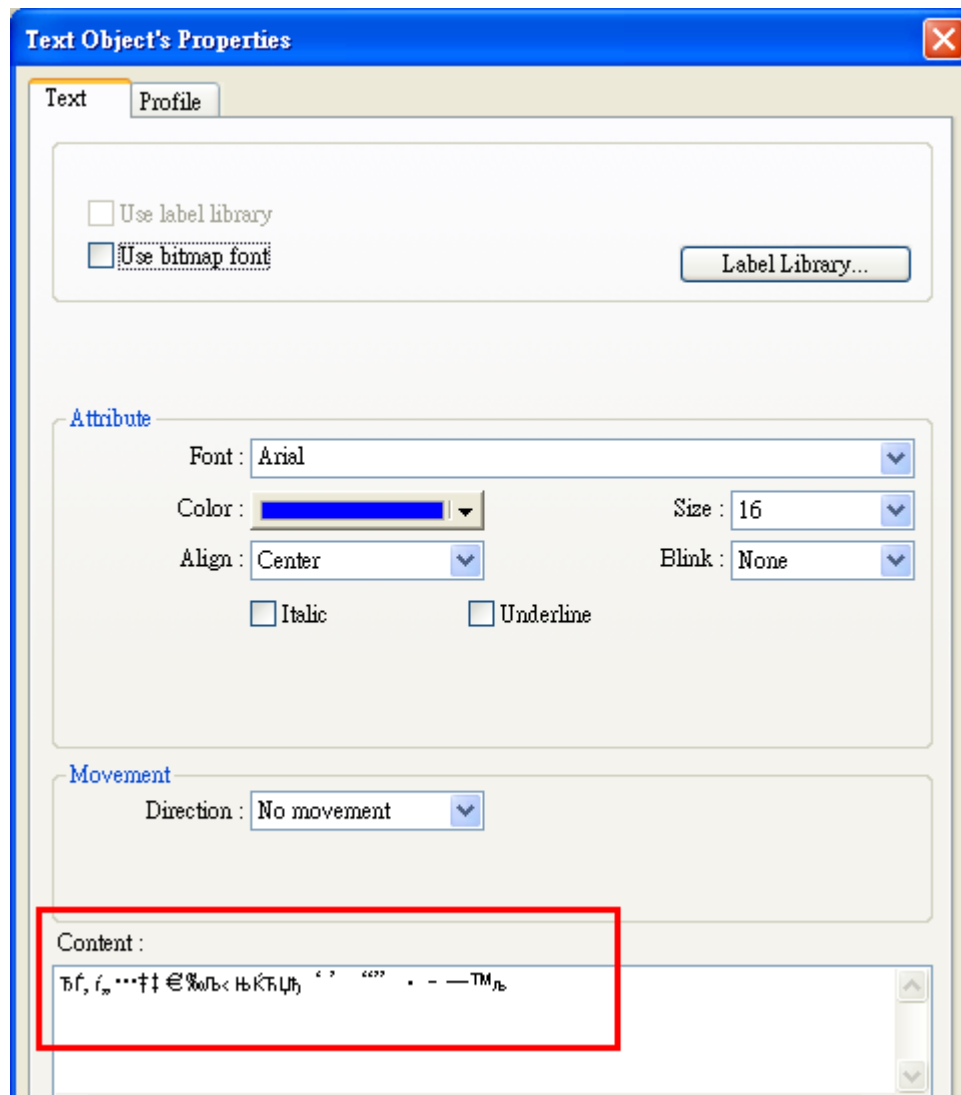 Text Object's Properties
Text Profile
Use label library
Use bitmap font
Label Library...
Attribute
Font : Arial
Color : Size : 16
Align : Center Blink : None
Italic Underline
Movement
Direction : No movement
Content :
ЂЃ‚ѓ„…†‡€‰Љ‹ЊЌЋЏђ ‘ ’ “” • – —™љ